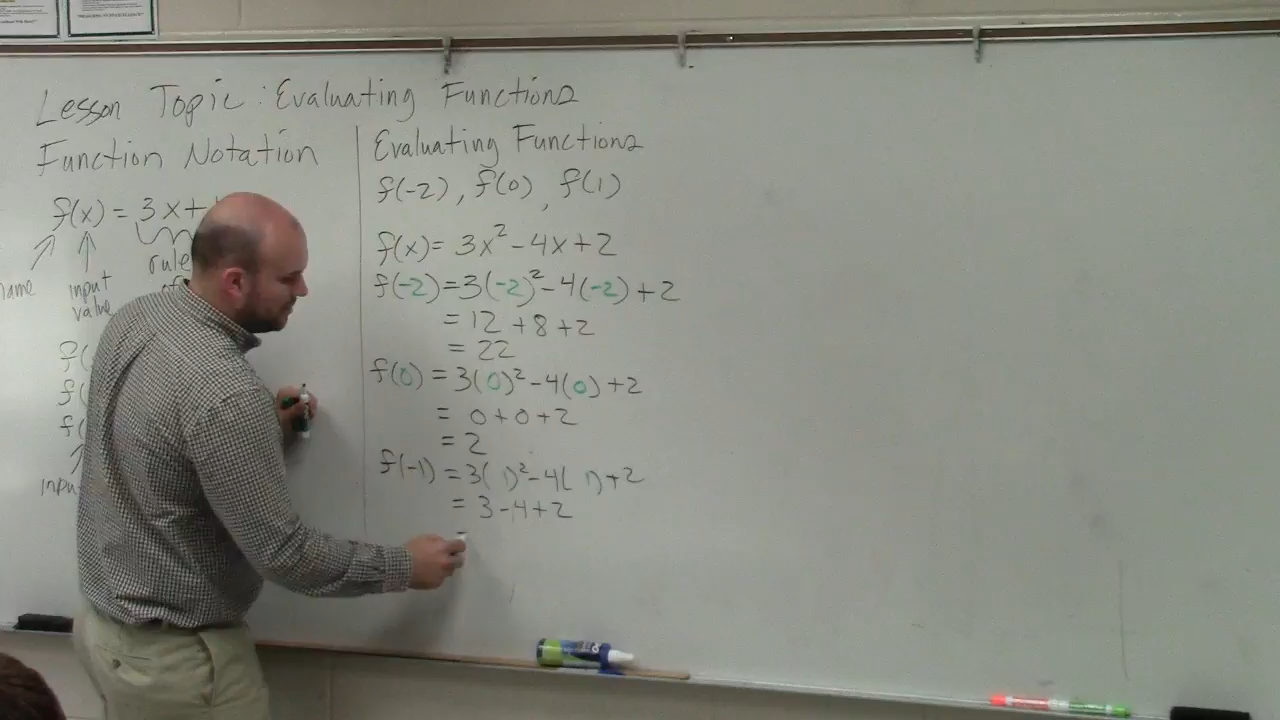 Lesson Topic: Evaluating Functions
Function Notation
f(x) = 3x+
rule
name
input
value
f(
f(
f(
input
Evaluating Functions
f(-2), f(0), f(1)
f(x) = 3x² - 4x + 2
f(-2) = 3(-2)² - 4(-2) + 2
= 12 + 8 + 2
= 22
f(0) = 3(0)² - 4(0) + 2
= 0 + 0 + 2
= 2
f(-1) = 3( 1)² - 4( 1) + 2
= 3 - 4 + 2
=